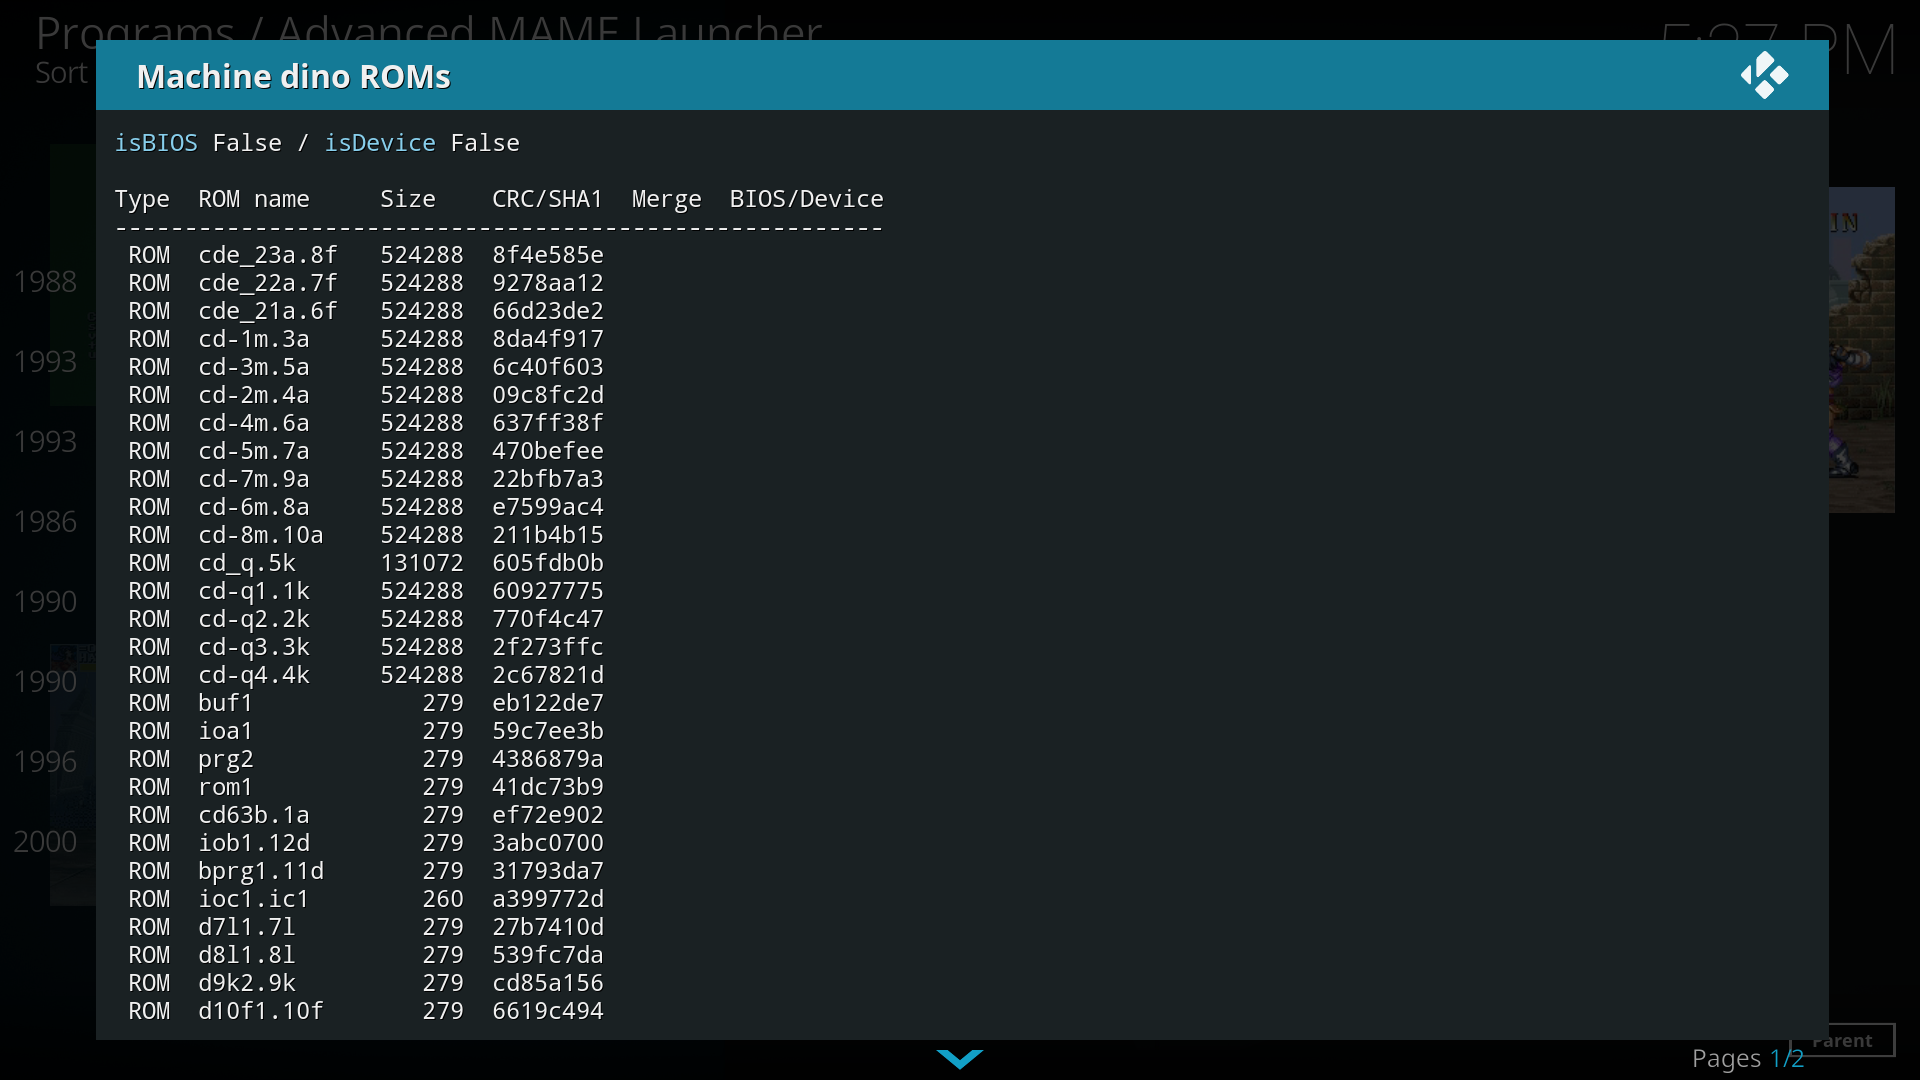 Programs / Advanced MAME Launcher
5:27 PM
Sort
Machine dino ROMs
isBIOS False / isDevice False
Type  ROM name     Size    CRC/SHA1  Merge  BIOS/Device
-------------------------------------------------------
ROM  cde_23a.8f   524288  8f4e585e
ROM  cde_22a.7f   524288  9278aa12
ROM  cde_21a.6f   524288  66d23de2
ROM  cd-1m.3a     524288  8da4f917
ROM  cd-3m.5a     524288  6c40f603
ROM  cd-2m.4a     524288  09c8fc2d
ROM  cd-4m.6a     524288  637ff38f
ROM  cd-5m.7a     524288  470befee
ROM  cd-7m.9a     524288  22bfb7a3
ROM  cd-6m.8a     524288  e7599ac4
ROM  cd-8m.10a    524288  211b4b15
ROM  cd_q.5k      131072  605fdb0b
ROM  cd-q1.1k     524288  60927775
ROM  cd-q2.2k     524288  770f4c47
ROM  cd-q3.3k     524288  2f273ffc
ROM  cd-q4.4k     524288  2c67821d
ROM  buf1            279  eb122de7
ROM  ioa1            279  59c7ee3b
ROM  prg2            279  4386879a
ROM  rom1            279  41dc73b9
ROM  cd63b.1a        279  ef72e902
ROM  iob1.12d        279  3abc0700
ROM  bprg1.11d       279  31793da7
ROM  ioc1.ic1        260  a399772d
ROM  d7l1.7l         279  27b7410d
ROM  d8l1.8l         279  539fc7da
ROM  d9k2.9k         279  cd85a156
ROM  d10f1.10f       279  6619c494
1988
1993
1993
1986
1990
1990
1996
2000
IN
Parent
Pages 1/2